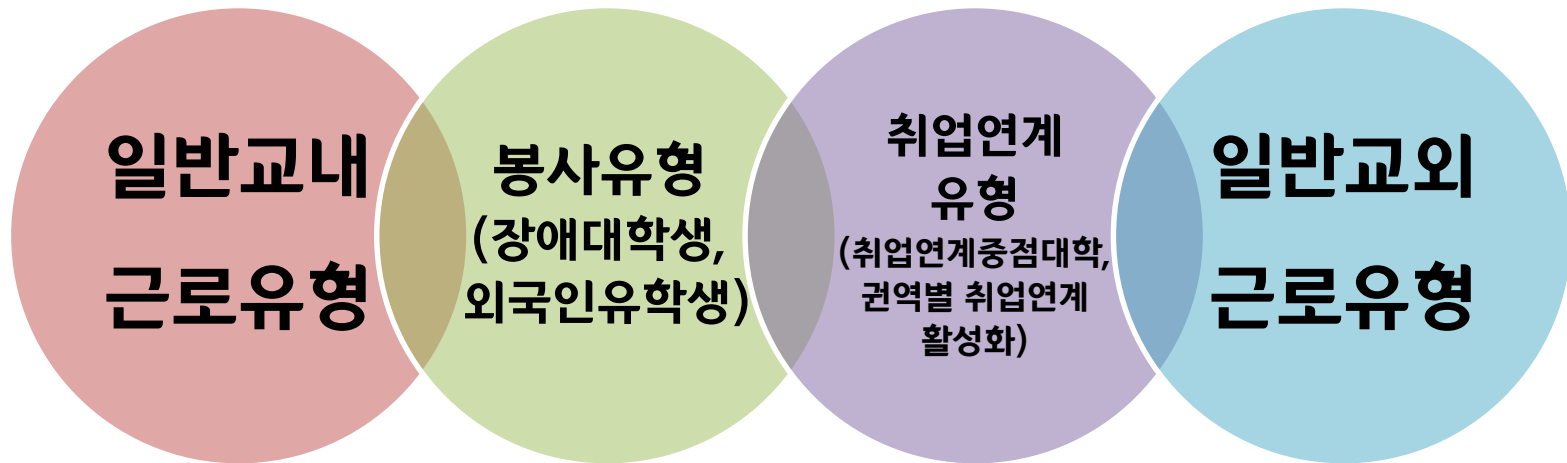 일반교내
근로유형
봉사유형
(장애대학생,
외국인유학생)
취업연계
유형
(취업연계중점대학,
권역별 취업연계
활성화)
일반교외
근로유형